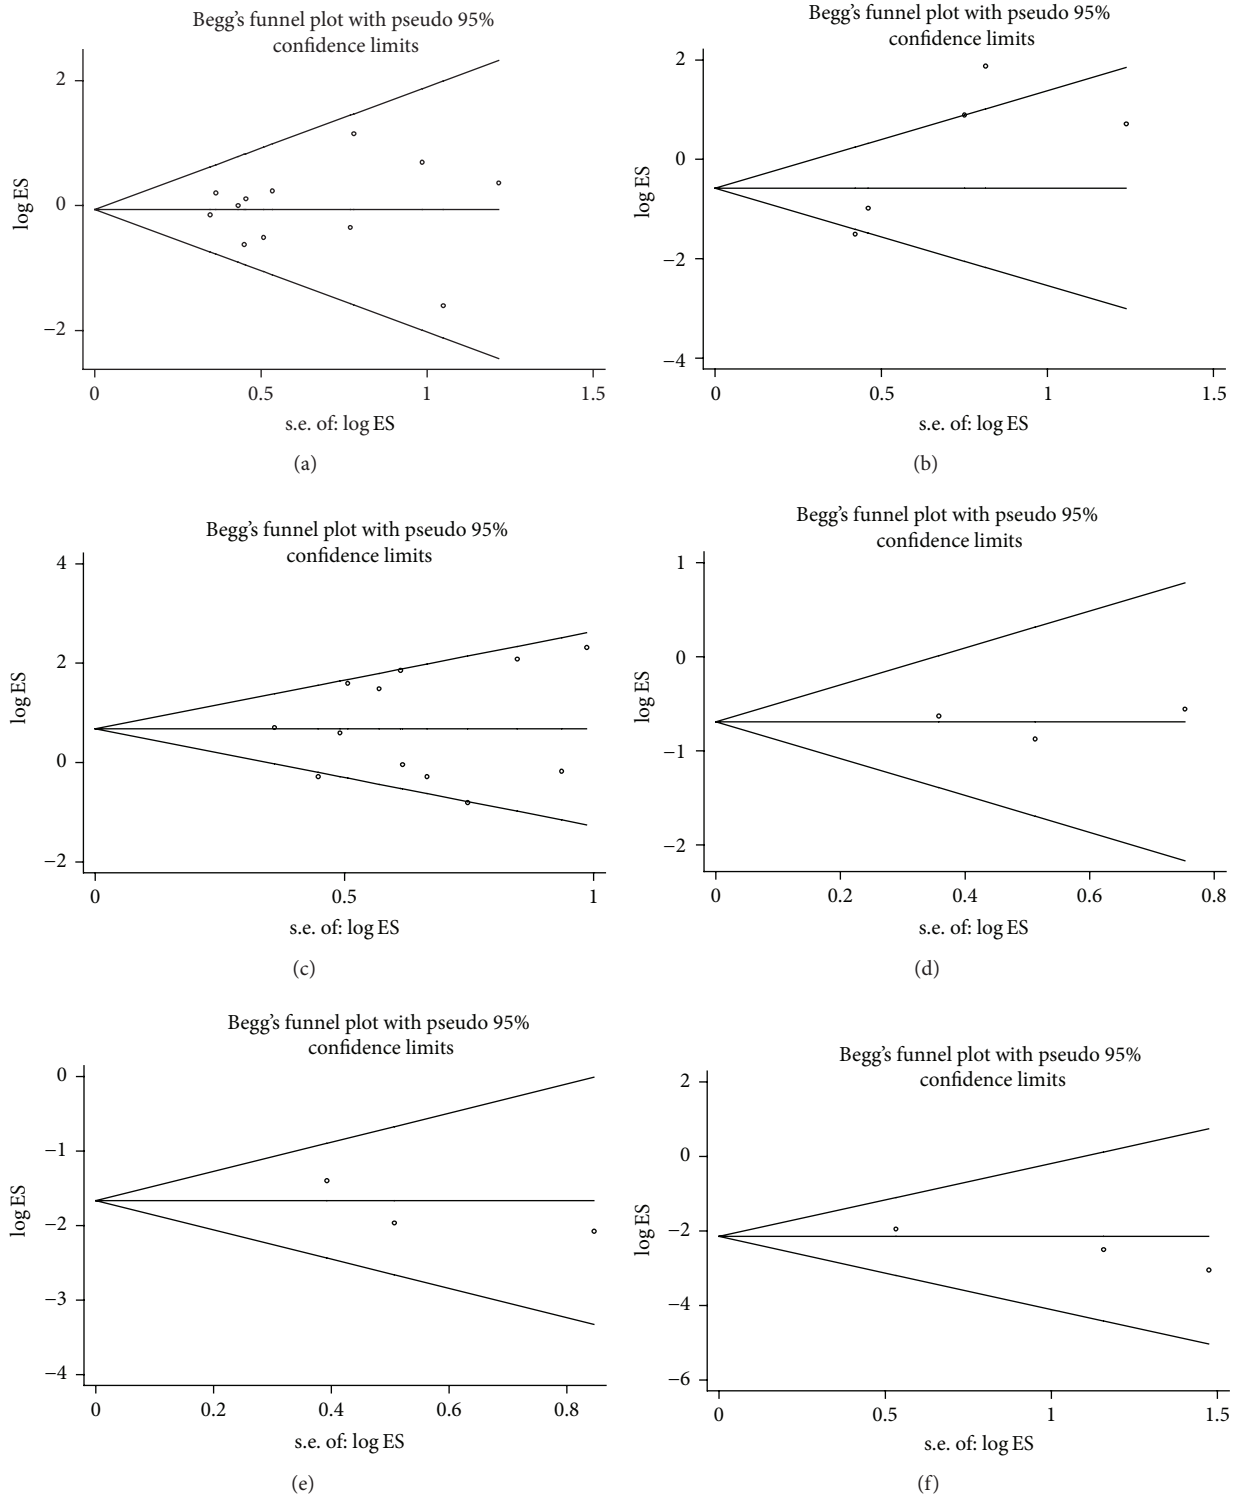 Begg's funnel plot with pseudo 95%
confidence limits
2
0
−2
log ES
0 0.5 1 1.5
s.e. of: log ES
(a)
Begg's funnel plot with pseudo 95%
confidence limits
2
0
−2
−4
log ES
0 0.5 1 1.5
s.e. of: log ES
(b)
Begg's funnel plot with pseudo 95%
confidence limits
4
2
0
−2
log ES
0 0.5 1
s.e. of: log ES
(c)
Begg's funnel plot with pseudo 95%
confidence limits
1
0
−1
−2
log ES
0 0.2 0.4 0.6 0.8
s.e. of: log ES
(d)
Begg's funnel plot with pseudo 95%
confidence limits
0
−1
−2
−3
−4
log ES
0 0.2 0.4 0.6 0.8
s.e. of: log ES
(e)
Begg's funnel plot with pseudo 95%
confidence limits
2
0
−2
−4
−6
log ES
0 0.5 1 1.5
s.e. of: log ES
(f)